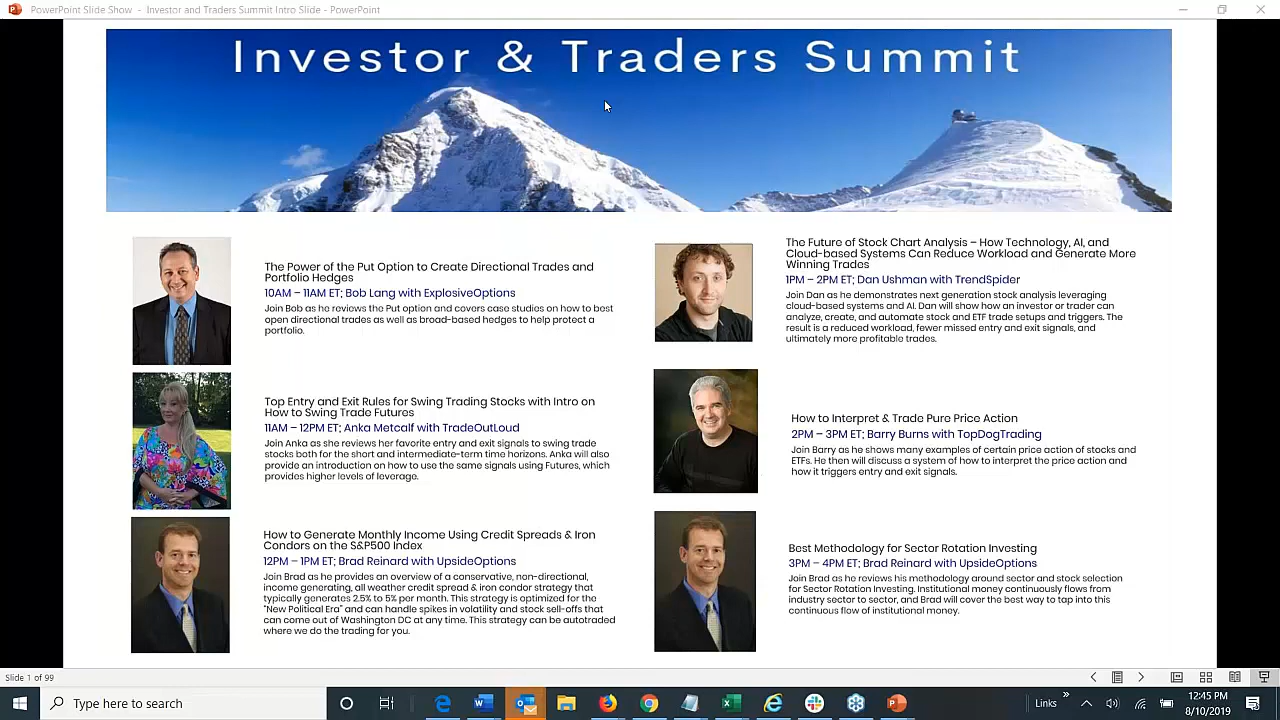 PowerPoint Slide Show - Investor and Traders Summit Intro Slide - PowerPoint
Investor & Traders Summit
The Power of the Put Option to Create Directional Trades and
Portfolio Hedges
10AM – 11AM ET; Bob Lang with ExplosiveOptions
Join Bob as he reviews the Put option and covers case studies on how to best
open directional trades as well as broad-based hedges to help protect a
portfolio.
Top Entry and Exit Rules for Swing Trading Stocks with Intro on
How to Swing Trade Futures
11AM – 12PM ET; Anka Metcalf with TradeOutLoud
Join Anka as she reviews her favorite entry and exit signals to swing trade
stocks both for the short and intermediate-term time horizons. Anka will also
provide an introduction on how to use the same signals using Futures, which
provides higher levels of leverage.
How to Generate Monthly Income Using Credit Spreads & Iron
Condors on the S&P500 Index
12PM – 1PM ET; Brad Reinard with UpsideOptions
Join Brad as he provides an overview of a conservative, non-directional,
income generating, all weather credit spread & iron condor strategy that
typically generates 2.5% to 5% per month. This strategy is optimized for the
"New Political Era" and can handle spikes in volatility and stock sell-offs that
can come out of Washington DC at any time. This strategy can be autotraded
where we do the trading for you.
The Future of Stock Chart Analysis – How Technology, AI, and
Cloud-based Systems Can Reduce Workload and Generate More
Winning Trades
1PM – 2PM ET; Dan Ushman with TrendSpider
Join Dan as he demonstrates next generation stock analysis leveraging
cloud-based systems and AI. Dan will show how an investor or trader can
analyze, create, and automate stock and ETF trade setups and triggers. The
result is a reduced workload, fewer missed entry and exit signals, and
ultimately more profitable trades.
How to Interpret & Trade Pure Price Action
2PM – 3PM ET; Barry Burns with TopDogTrading
Join Barry as he shows many examples of certain price action of stocks and
ETFs. He then will discuss a system of how to interpret the price action and
how it triggers entry and exit signals.
Best Methodology for Sector Rotation Investing
3PM – 4PM ET; Brad Reinard with UpsideOptions
Join Brad as he reviews his methodology around sector and stock selection
for Sector Rotation Investing. Institutional money continuously flows from
industry sector to sector, and Brad will cover the best way to tap into this
continuous flow of institutional money.
Slide 1 of 99
Type here to search
Links
»
12:45 PM
8/10/2019